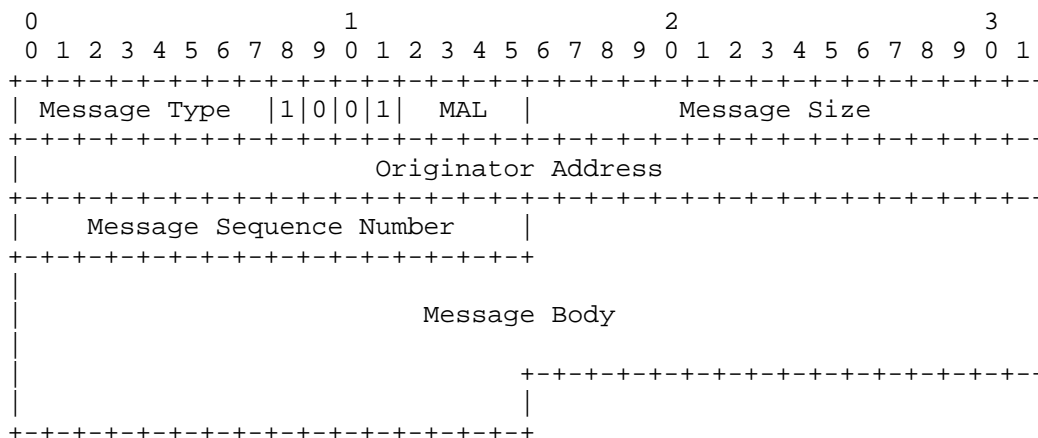 0                   1                   2                   3
0 1 2 3 4 5 6 7 8 9 0 1 2 3 4 5 6 7 8 9 0 1 2 3 4 5 6 7 8 9 0 1
+-+-+-+-+-+-+-+-+-+-+-+-+-+-+-+-+-+-+-+-+-+-+-+-+-+-+-+-+-+-+-+--
| Message Type  |1|0|0|1|  MAL  |         Message Size
+-+-+-+-+-+-+-+-+-+-+-+-+-+-+-+-+-+-+-+-+-+-+-+-+-+-+-+-+-+-+-+--
|                      Originator Address
+-+-+-+-+-+-+-+-+-+-+-+-+-+-+-+-+-+-+-+-+-+-+-+-+-+-+-+-+-+-+-+--
|    Message Sequence Number    |
+-+-+-+-+-+-+-+-+-+-+-+-+-+-+-+-+
|
|                         Message Body
|
|                               +-+-+-+-+-+-+-+-+-+-+-+-+-+-+-+--
|                               |
+-+-+-+-+-+-+-+-+-+-+-+-+-+-+-+-+